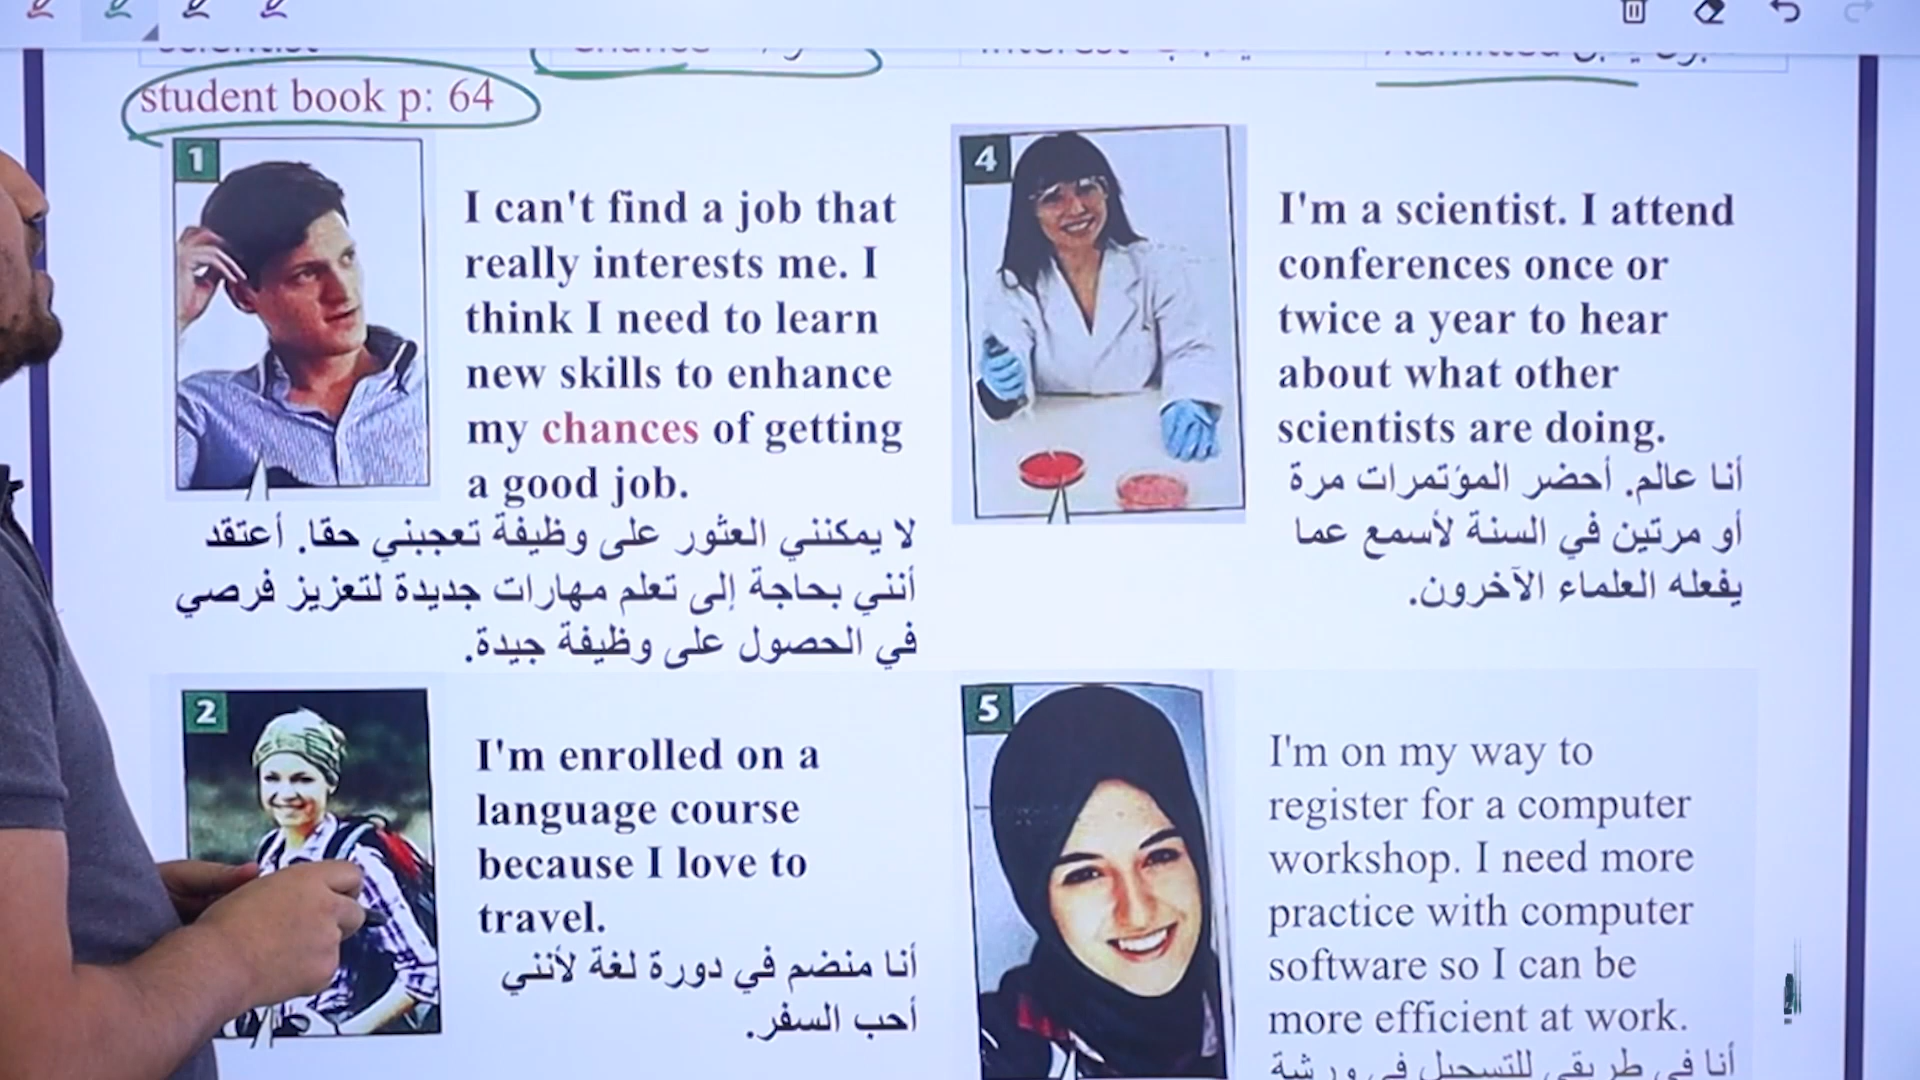 student book p: 64
1
I can't find a job that
really interests me. I
think I need to learn
new skills to enhance
my chances of getting
a good job.
لا يمكنني العثور على وظيفة تعجبني حقا. أعتقد
أنني بحاجة إلى تعلم مهارات جديدة لتعزيز فرصي
في الحصول على وظيفة جيدة.
2
I'm enrolled on a
language course
because I love to
travel.
أنا منضم في دورة لغة لأنني
أحب السفر.
4
I'm a scientist. I attend
conferences once or
twice a year to hear
about what other
scientists are doing.
أنا عالم. أحضر المؤتمرات مرة
أو مرتين في السنة لأسمع عما
يفعله العلماء الآخرون.
5
I'm on my way to
register for a computer
workshop. I need more
practice with computer
software so I can be
more efficient at work.
أنا في طريقي للتسجيل في ورشة